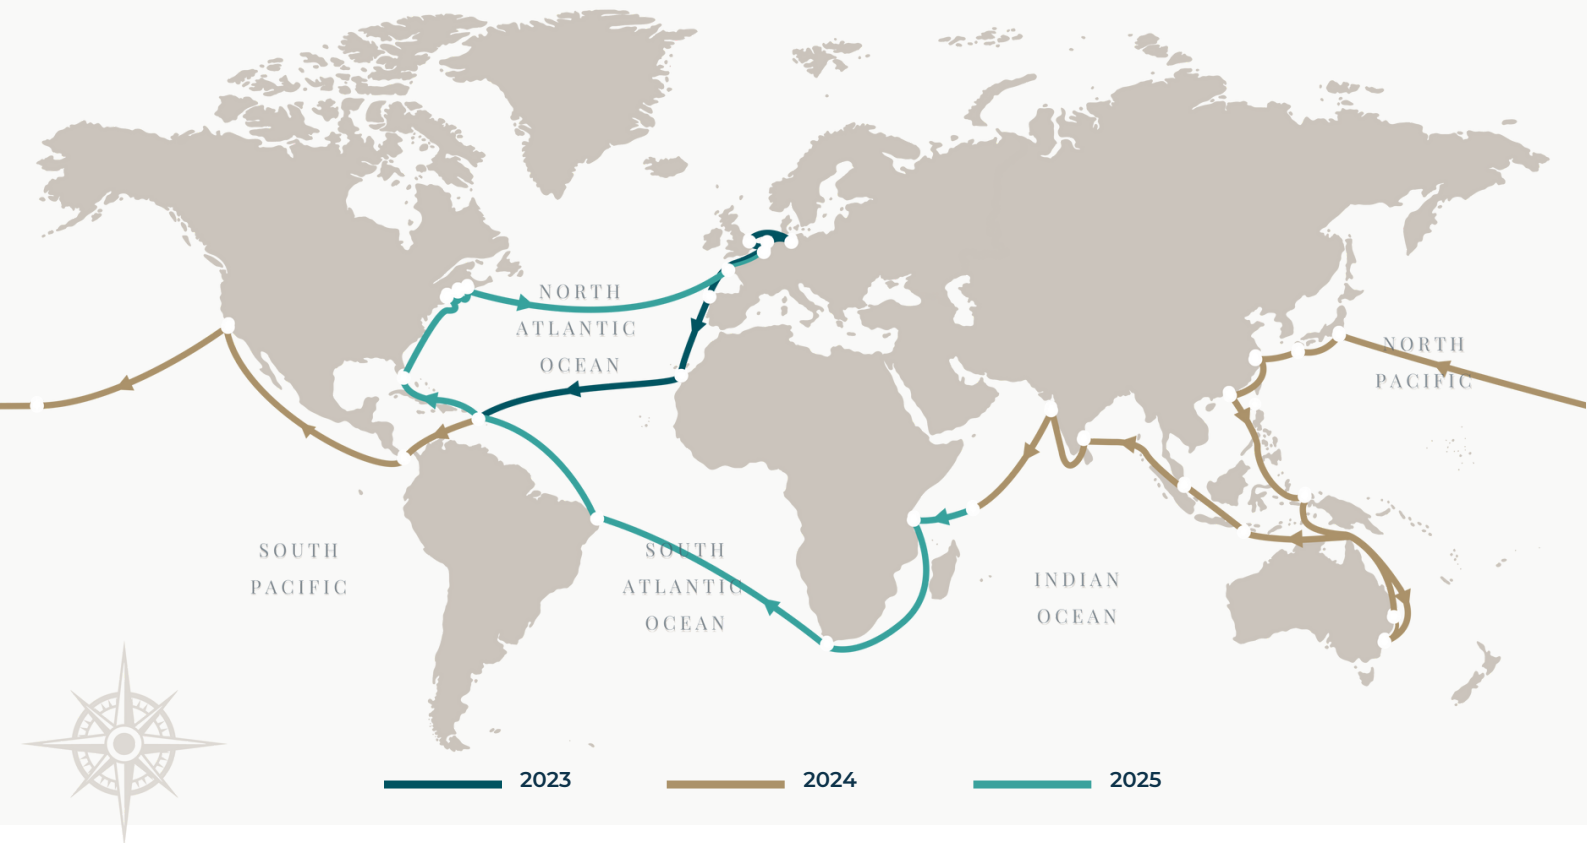 NORTH
ATLANTIC
OCEAN
NORTH
PACIFIC
SOUTH
PACIFIC
SOUTH
ATLANTIC
OCEAN
INDIAN
OCEAN
2023
2024
2025